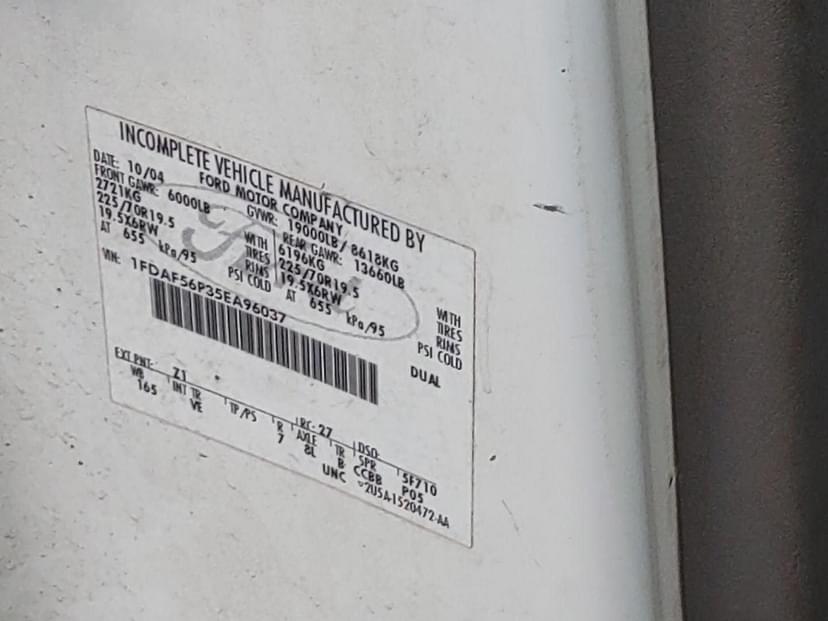 INCOMPLETE VEHICLE MANUFACTURED BY
FORD MOTOR COMPANY
DATE: 10/04 GVWR: 19000LB / 8618KG
FRONT GAWR: 6000LB REAR GAWR: 13660LB
2721KG WITH 6196KG WITH
225/70R19.5 TIRES 225/70R19.5 TIRES
19.5X6RW RIMS 19.5X6RW RIMS
AT 655 kPa/95 PSI COLD AT 655 kPa/95 PSI COLD
VIN: 1FDAF56P35EA96037 DUAL
Ford
EXT PNT: Z1 RC: 27 DSO: 5F710
WB INT TR TP/PS R AXLE TR SPR
165 VE 7 8L B CCBB P05
UNC 2U5A-1520472-AA